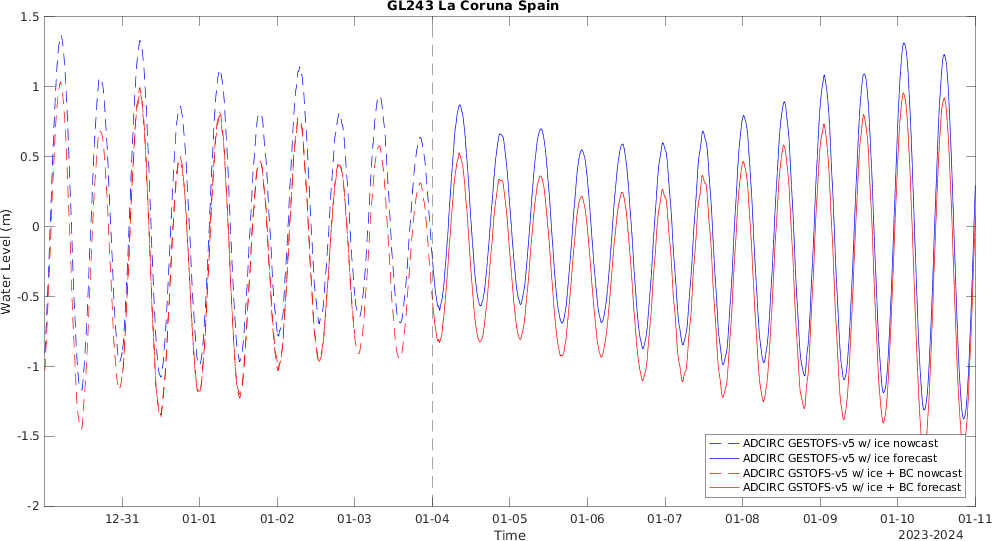 GL243 La Coruna Spain
1.5
1
0.5
0
-0.5
-1
-1.5
-2
Water Level (m)
ADCIRC GESTOFS-v5 w/ ice nowcast
ADCIRC GESTOFS-v5 w/ ice forecast
ADCIRC GSTOFS-v5 w/ ice + BC nowcast
ADCIRC GSTOFS-v5 w/ ice + BC forecast
12-31 01-01 01-02 01-03 01-04 01-05 01-06 01-07 01-08 01-09 01-10 01-11
Time
2023-2024